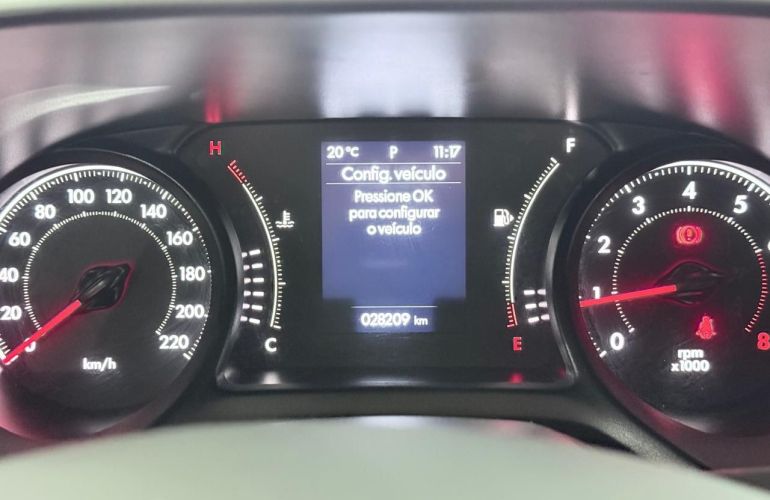 20 °C P 11:17
Config. veículo
Pressione OK
para configurar
o veículo
028209 km
H
C
F
E
20
40
60
80
100
120
140
160
180
200
220
km/h
0
1
2
3
4
5
8
rpm
x1000